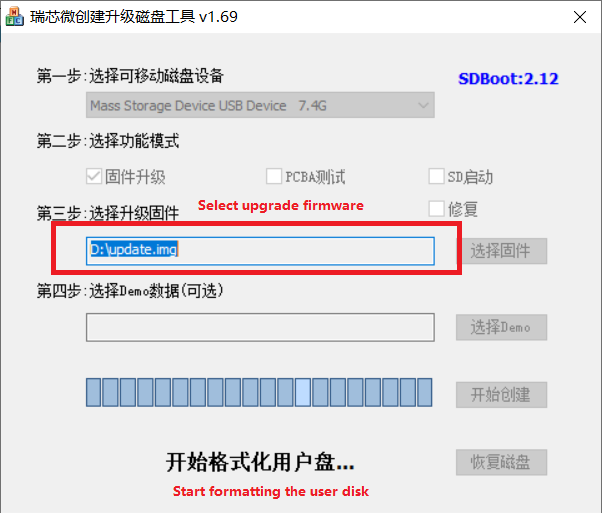 瑞芯微创建升级磁盘工具 v1.69
第一步:选择可移动磁盘设备
SDBoot:2.12
Mass Storage Device USB Device 7.4G
第二步:选择功能模式
固件升级 PCBA测试 SD启动
修复
第三步:选择升级固件 Select upgrade firmware
D:\update.img 选择固件
第四步:选择Demo数据(可选)
选择Demo
开始创建
开始格式化用户盘... 恢复磁盘
Start formatting the user disk